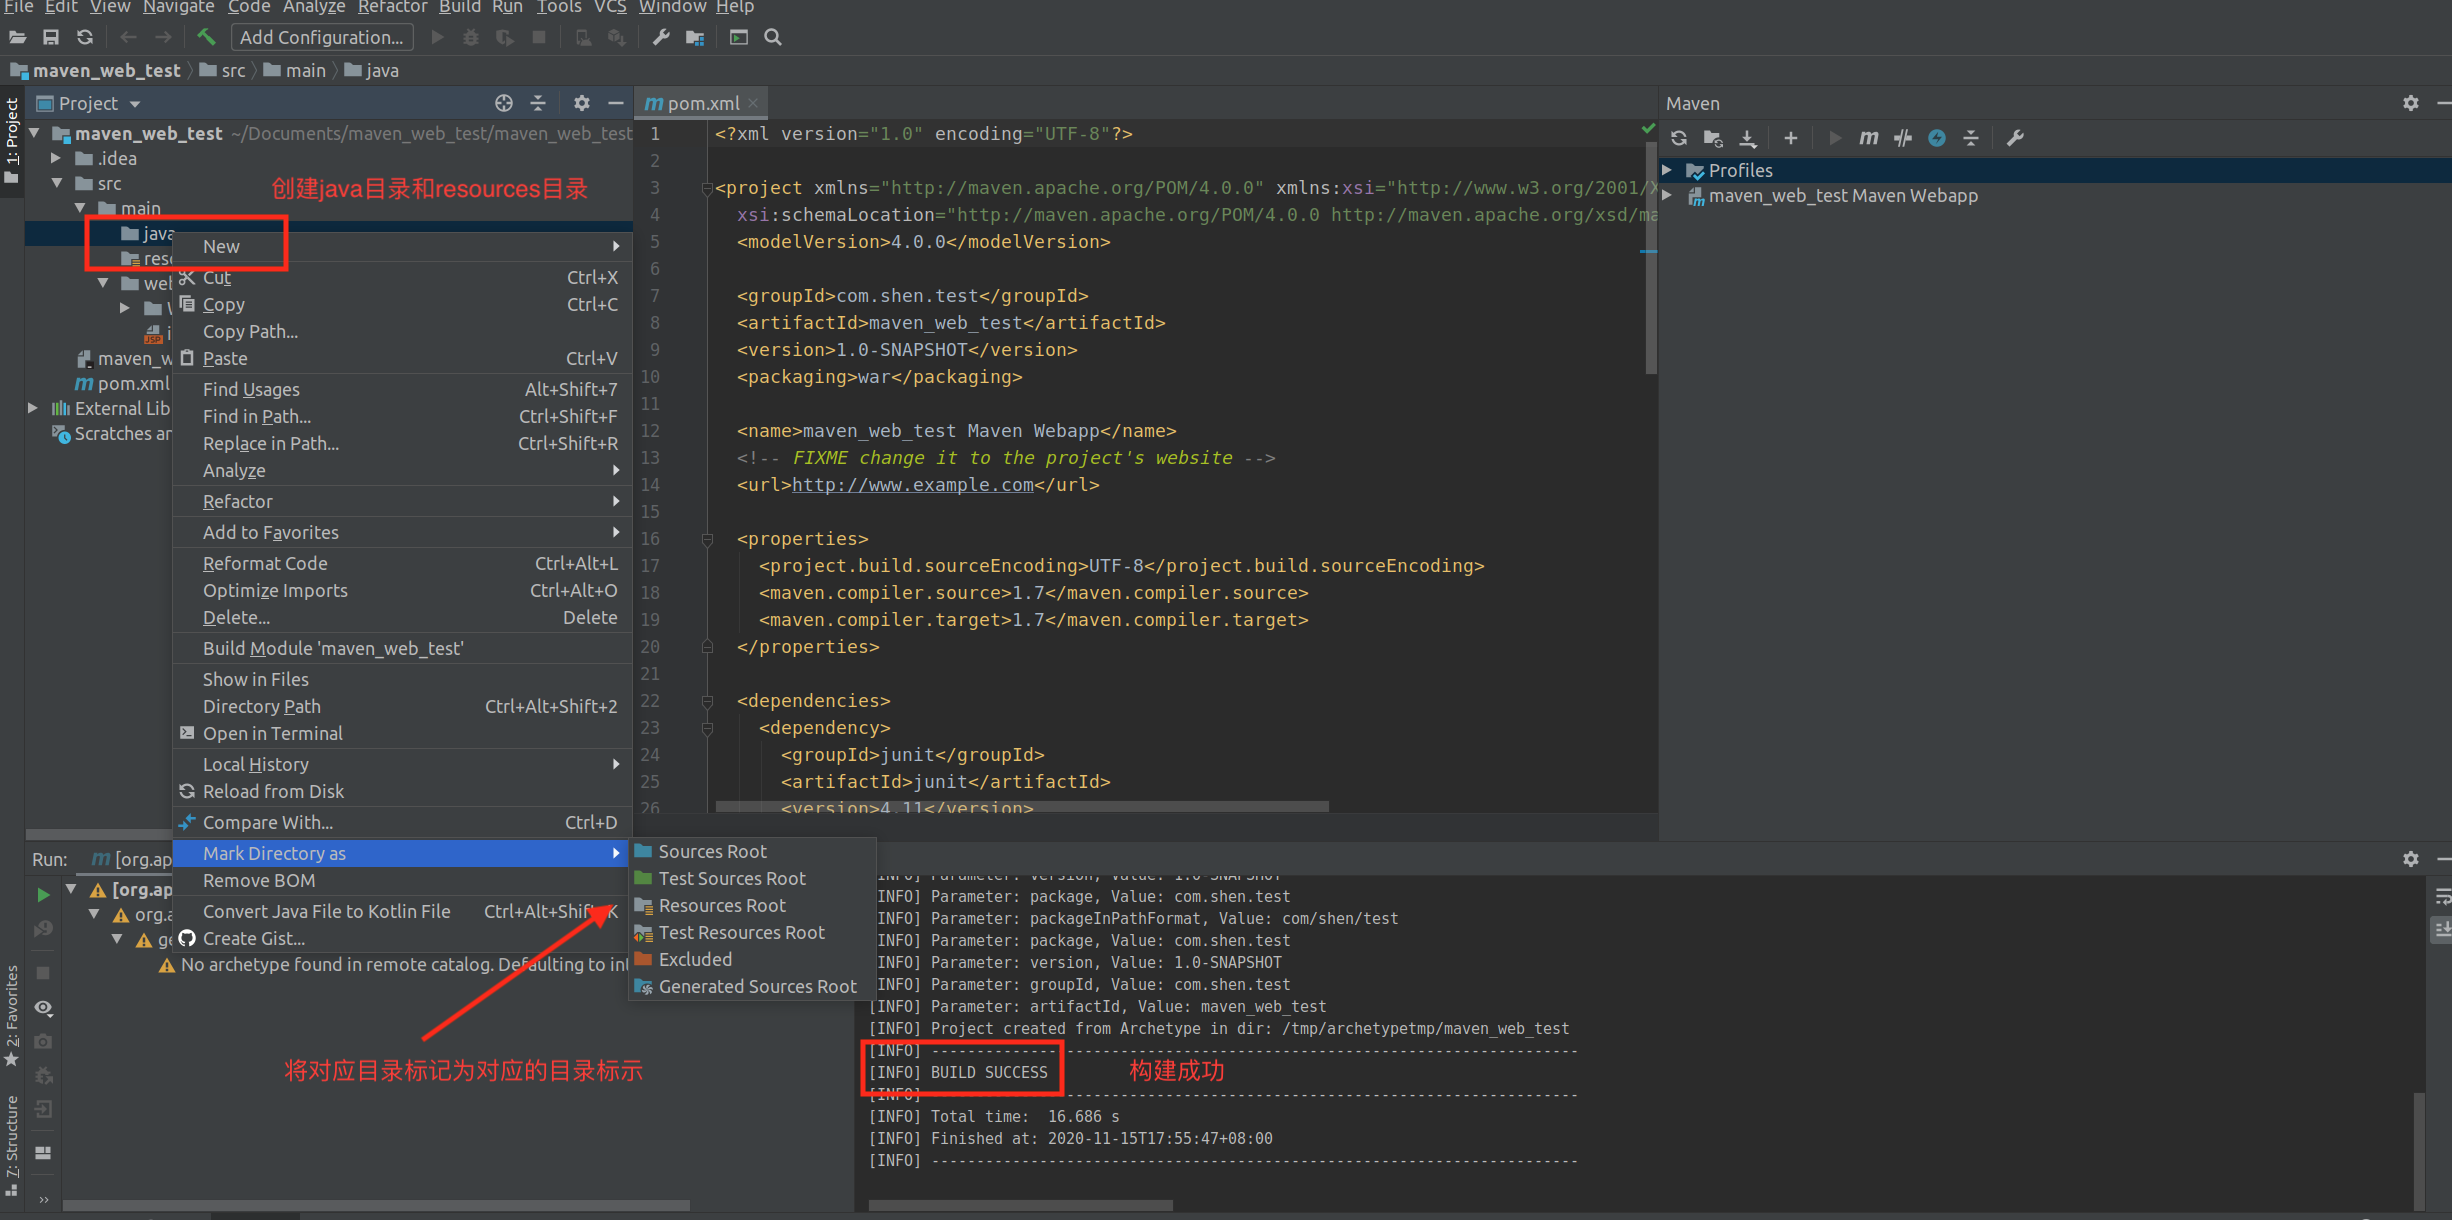 File Edit View Navigate Code Analyze Refactor Build Run Tools VCS Window Help
Add Configuration...
maven_web_test src main java
1: Project
Project
maven_web_test ~/Documents/maven_web_test/maven_web_test
.idea
src
创建java目录和resources目录
main
java
New
Cut Ctrl+X
Copy Ctrl+C
Copy Path...
Paste Ctrl+V
maven_w
pom.xml
External Lib
Scratches an
Find Usages Alt+Shift+7
Find in Path... Ctrl+Shift+F
Replace in Path... Ctrl+Shift+R
Analyze
Refactor
Add to Favorites
Reformat Code Ctrl+Alt+L
Optimize Imports Ctrl+Alt+O
Delete... Delete
Build Module 'maven_web_test'
Show in Files
Directory Path Ctrl+Alt+Shift+2
Open in Terminal
Local History
Reload from Disk
Compare With... Ctrl+D
Mark Directory as
Remove BOM
Convert Java File to Kotlin File Ctrl+Alt+Shift+K
Create Gist...
Sources Root
Test Sources Root
Resources Root
Test Resources Root
Excluded
Generated Sources Root
pom.xml
1 <?xml version="1.0" encoding="UTF-8"?>
2
3 <project xmlns="http://maven.apache.org/POM/4.0.0" xmlns:xsi="http://www.w3.org/2001/X
4 xsi:schemaLocation="http://maven.apache.org/POM/4.0.0 http://maven.apache.org/xsd/ma
5 <modelVersion>4.0.0</modelVersion>
6
7 <groupId>com.shen.test</groupId>
8 <artifactId>maven_web_test</artifactId>
9 <version>1.0-SNAPSHOT</version>
10 <packaging>war</packaging>
11
12 <name>maven_web_test Maven Webapp</name>
13 <!-- FIXME change it to the project's website -->
14 <url>http://www.example.com</url>
15
16 <properties>
17 <project.build.sourceEncoding>UTF-8</project.build.sourceEncoding>
18 <maven.compiler.source>1.7</maven.compiler.source>
19 <maven.compiler.target>1.7</maven.compiler.target>
20 </properties>
21
22 <dependencies>
23 <dependency>
24 <groupId>junit</groupId>
25 <artifactId>junit</artifactId>
26 <version>4.11</version>
Maven
Profiles
maven_web_test Maven Webapp
Run: [org.ap
[org.ap
org.a
ge
No archetype found in remote catalog. Defaulting to int
2: Favorites
7: Structure
将对应目录标记为对应的目录标示
[INFO] Parameter: version, Value: 1.0-SNAPSHOT
[INFO] Parameter: package, Value: com.shen.test
[INFO] Parameter: packageInPathFormat, Value: com/shen/test
[INFO] Parameter: package, Value: com.shen.test
[INFO] Parameter: version, Value: 1.0-SNAPSHOT
[INFO] Parameter: groupId, Value: com.shen.test
[INFO] Parameter: artifactId, Value: maven_web_test
[INFO] Project created from Archetype in dir: /tmp/archetypetmp/maven_web_test
[INFO] ------------------------------------------------------------------------
[INFO] BUILD SUCCESS 构建成功
[INFO] ------------------------------------------------------------------------
[INFO] Total time: 16.686 s
[INFO] Finished at: 2020-11-15T17:55:47+08:00
[INFO] ------------------------------------------------------------------------